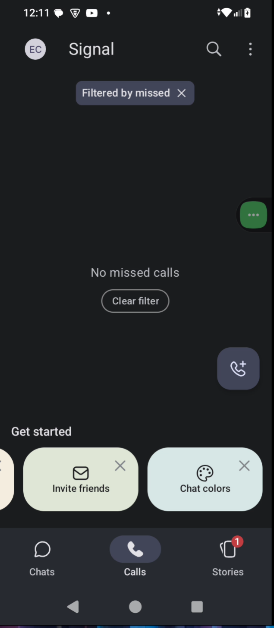 12:11
EC
Signal
Filtered by missed
No missed calls
Clear filter
Get started
Invite friends
Chat colors
1
Chats
Calls
Stories